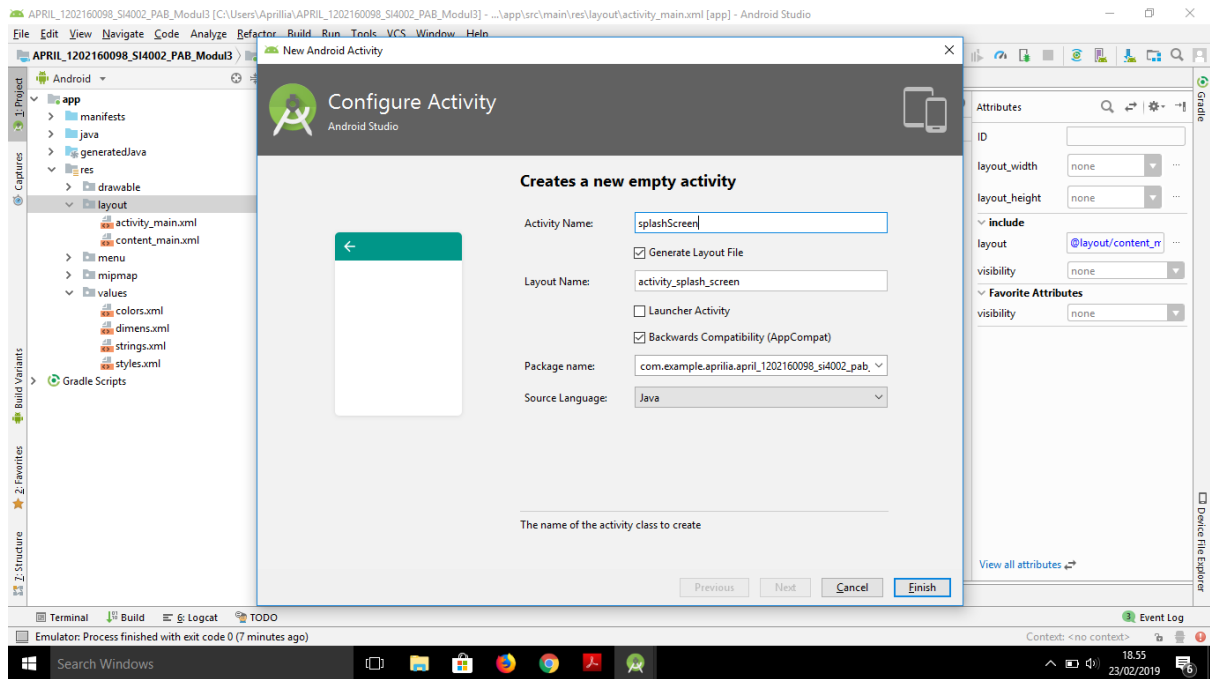 APRIL_1202160098_SI4002_PAB_Modul3 [C:\Users\Aprillia\APRIL_1202160098_SI4002_PAB_Modul3] - ...\app\src\main\res\layout\activity_main.xml [app] - Android Studio
File Edit View Navigate Code Analyze Refactor Build Run Tools VCS Window Help
APRIL_1202160098_SI4002_PAB_Modul3
Android
app
manifests
java
generatedJava
res
drawable
layout
activity_main.xml
content_main.xml
menu
mipmap
values
colors.xml
dimens.xml
strings.xml
styles.xml
Gradle Scripts
1: Project
Captures
Build Variants
2: Favorites
7: Structure
New Android Activity
Configure Activity
Android Studio
Creates a new empty activity
Activity Name: splashScreen
Generate Layout File
Layout Name: activity_splash_screen
Launcher Activity
Backwards Compatibility (AppCompat)
Package name: com.example.aprilia.april_1202160098_si4002_pab_
Source Language: Java
The name of the activity class to create
Previous Next Cancel Finish
Attributes
ID
layout_width none ...
layout_height none ...
include
layout @layout/content_m ...
visibility none
Favorite Attributes
visibility none
View all attributes
Gradle
Device File Explorer
Terminal Build 6: Logcat TODO 3 Event Log
Emulator: Process finished with exit code 0 (7 minutes ago) Context: <no context>
Search Windows
18.55
23/02/2019
6